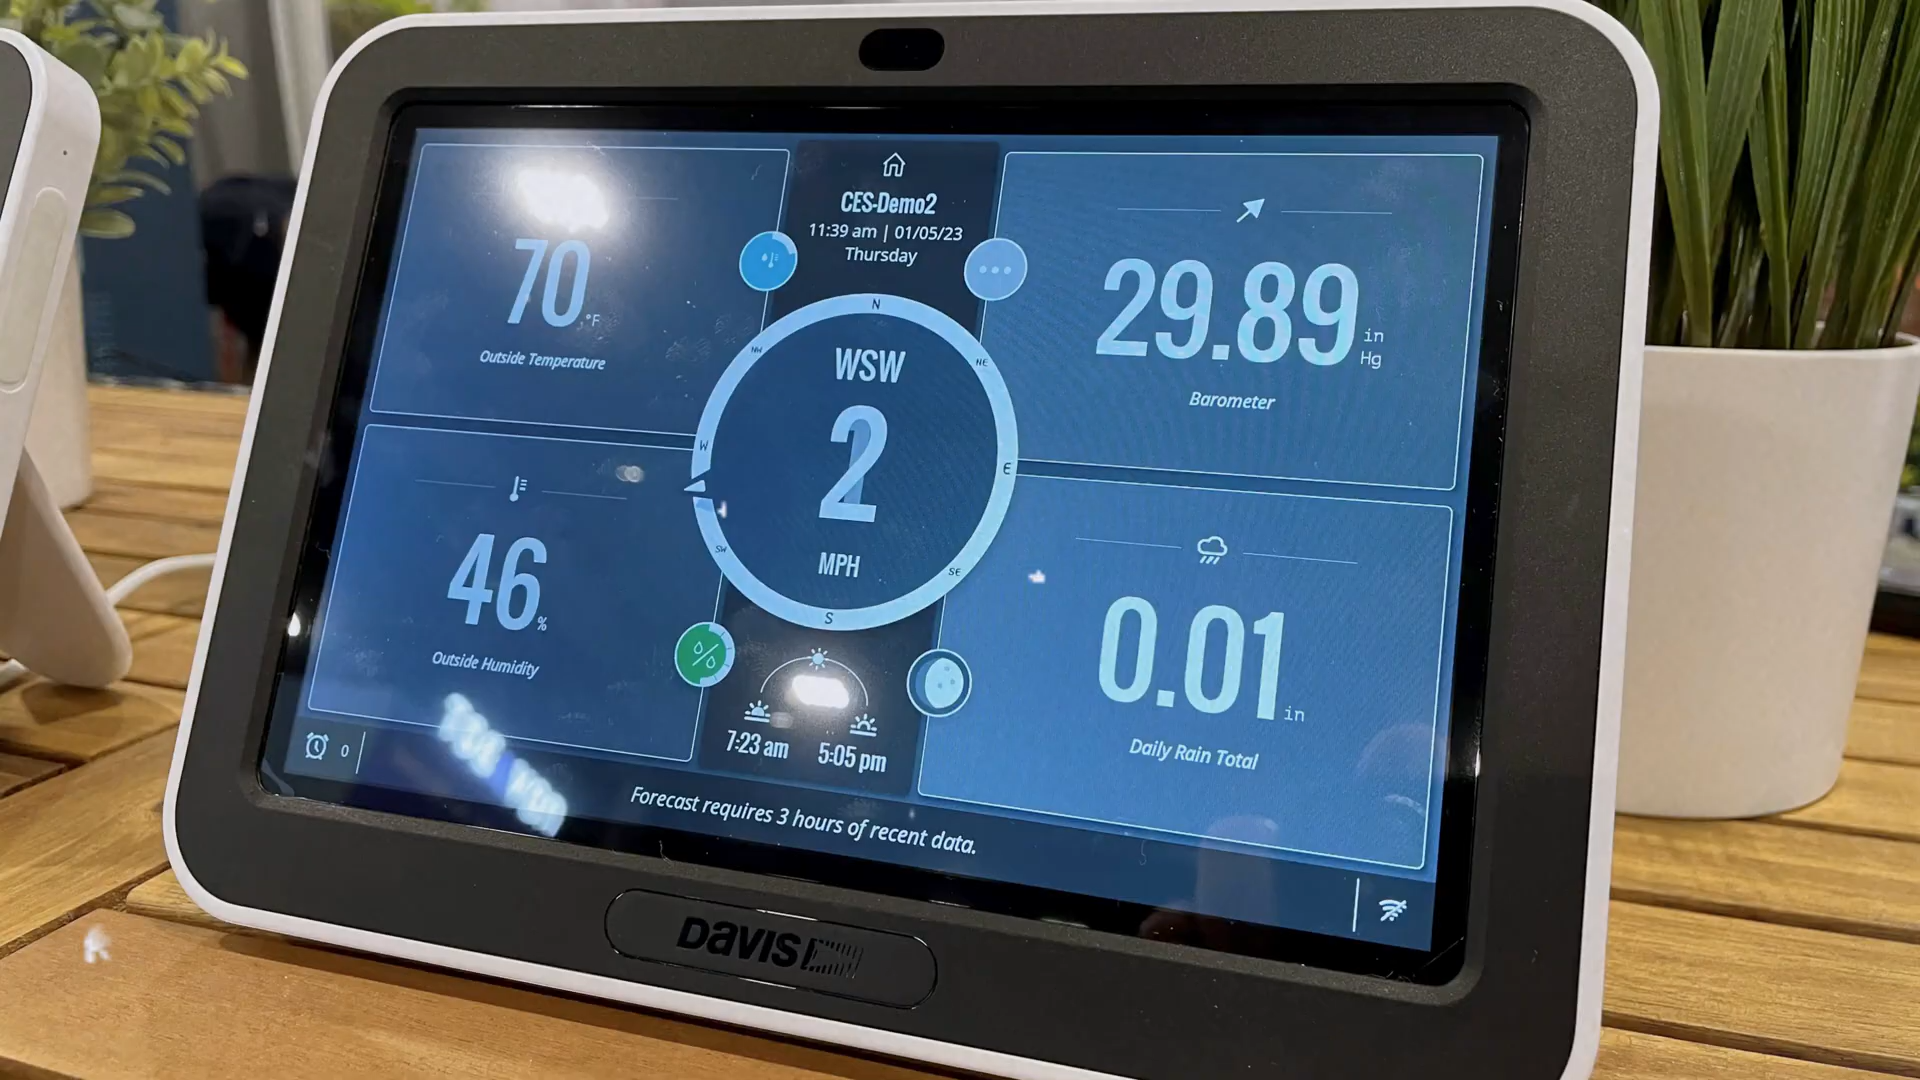 CES-Demo2
11:39 am | 01/05/23
Thursday
70 °F
Outside Temperature
29.89 in Hg
Barometer
N
NW
NE
WSW
W
2
E
MPH
SW
SE
S
46 %
Outside Humidity
0.01 in
Daily Rain Total
7:23 am
5:05 pm
0
Forecast requires 3 hours of recent data.
DAVIS